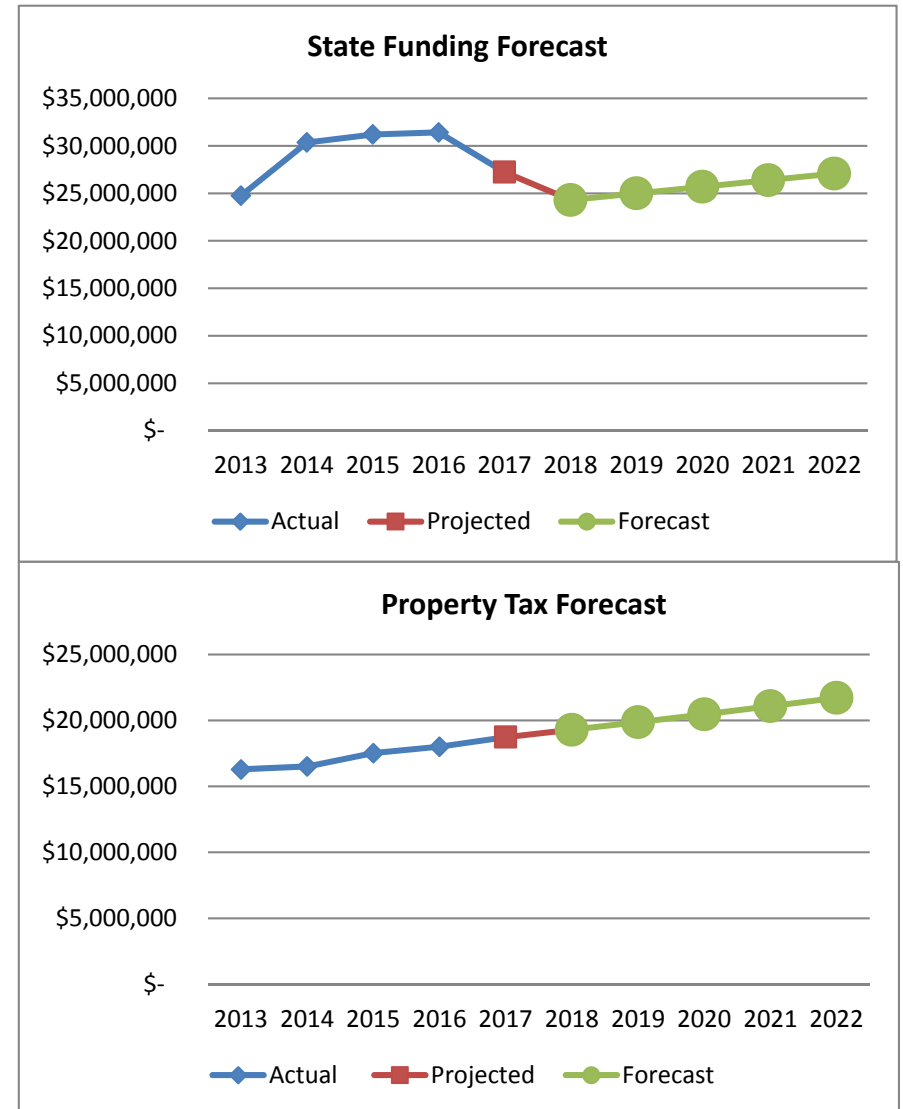 State Funding Forecast
$35,000,000
$30,000,000
$25,000,000
$20,000,000
$15,000,000
$10,000,000
$5,000,000
$-
2013 2014 2015 2016 2017 2018 2019 2020 2021 2022
Actual Projected Forecast
Property Tax Forecast
$25,000,000
$20,000,000
$15,000,000
$10,000,000
$5,000,000
$-
2013 2014 2015 2016 2017 2018 2019 2020 2021 2022
Actual Projected Forecast